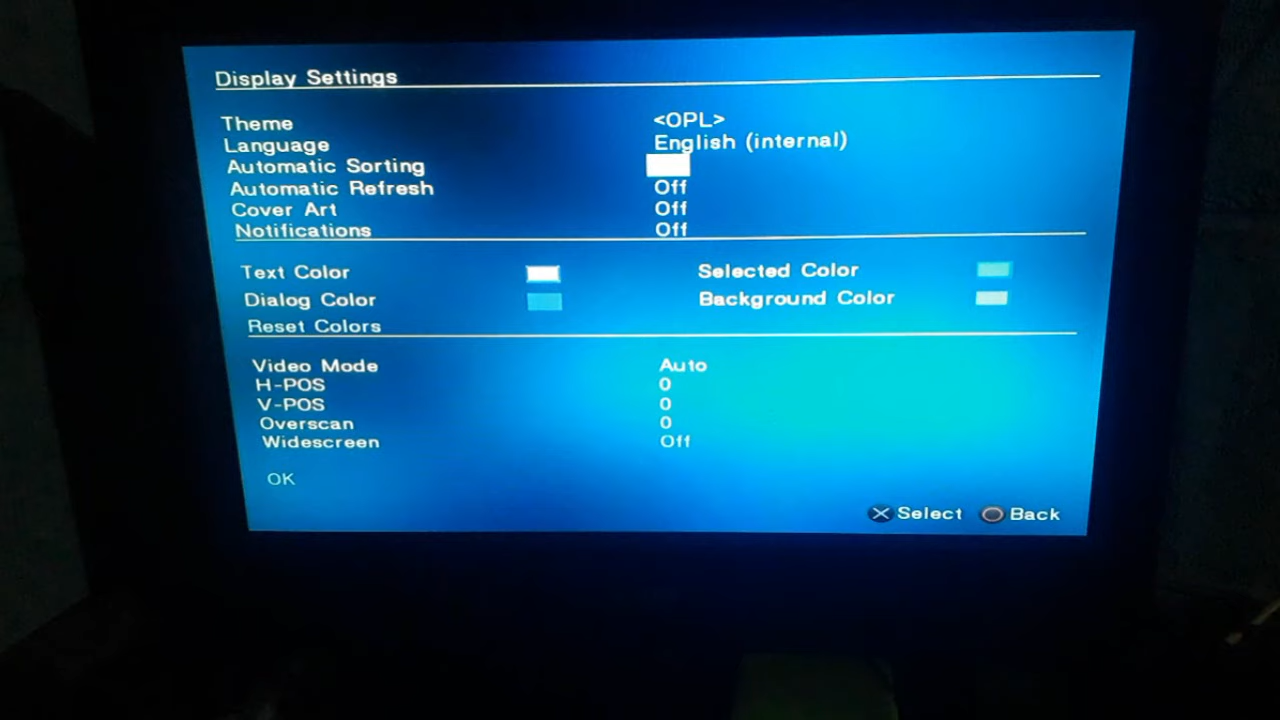 Display Settings
Theme <OPL>
Language English (internal)
Automatic Sorting
Automatic Refresh Off
Cover Art Off
Notifications Off
Text Color Selected Color
Dialog Color Background Color
Reset Colors
Video Mode Auto
H-POS 0
V-POS 0
Overscan 0
Widescreen Off
OK
Select Back